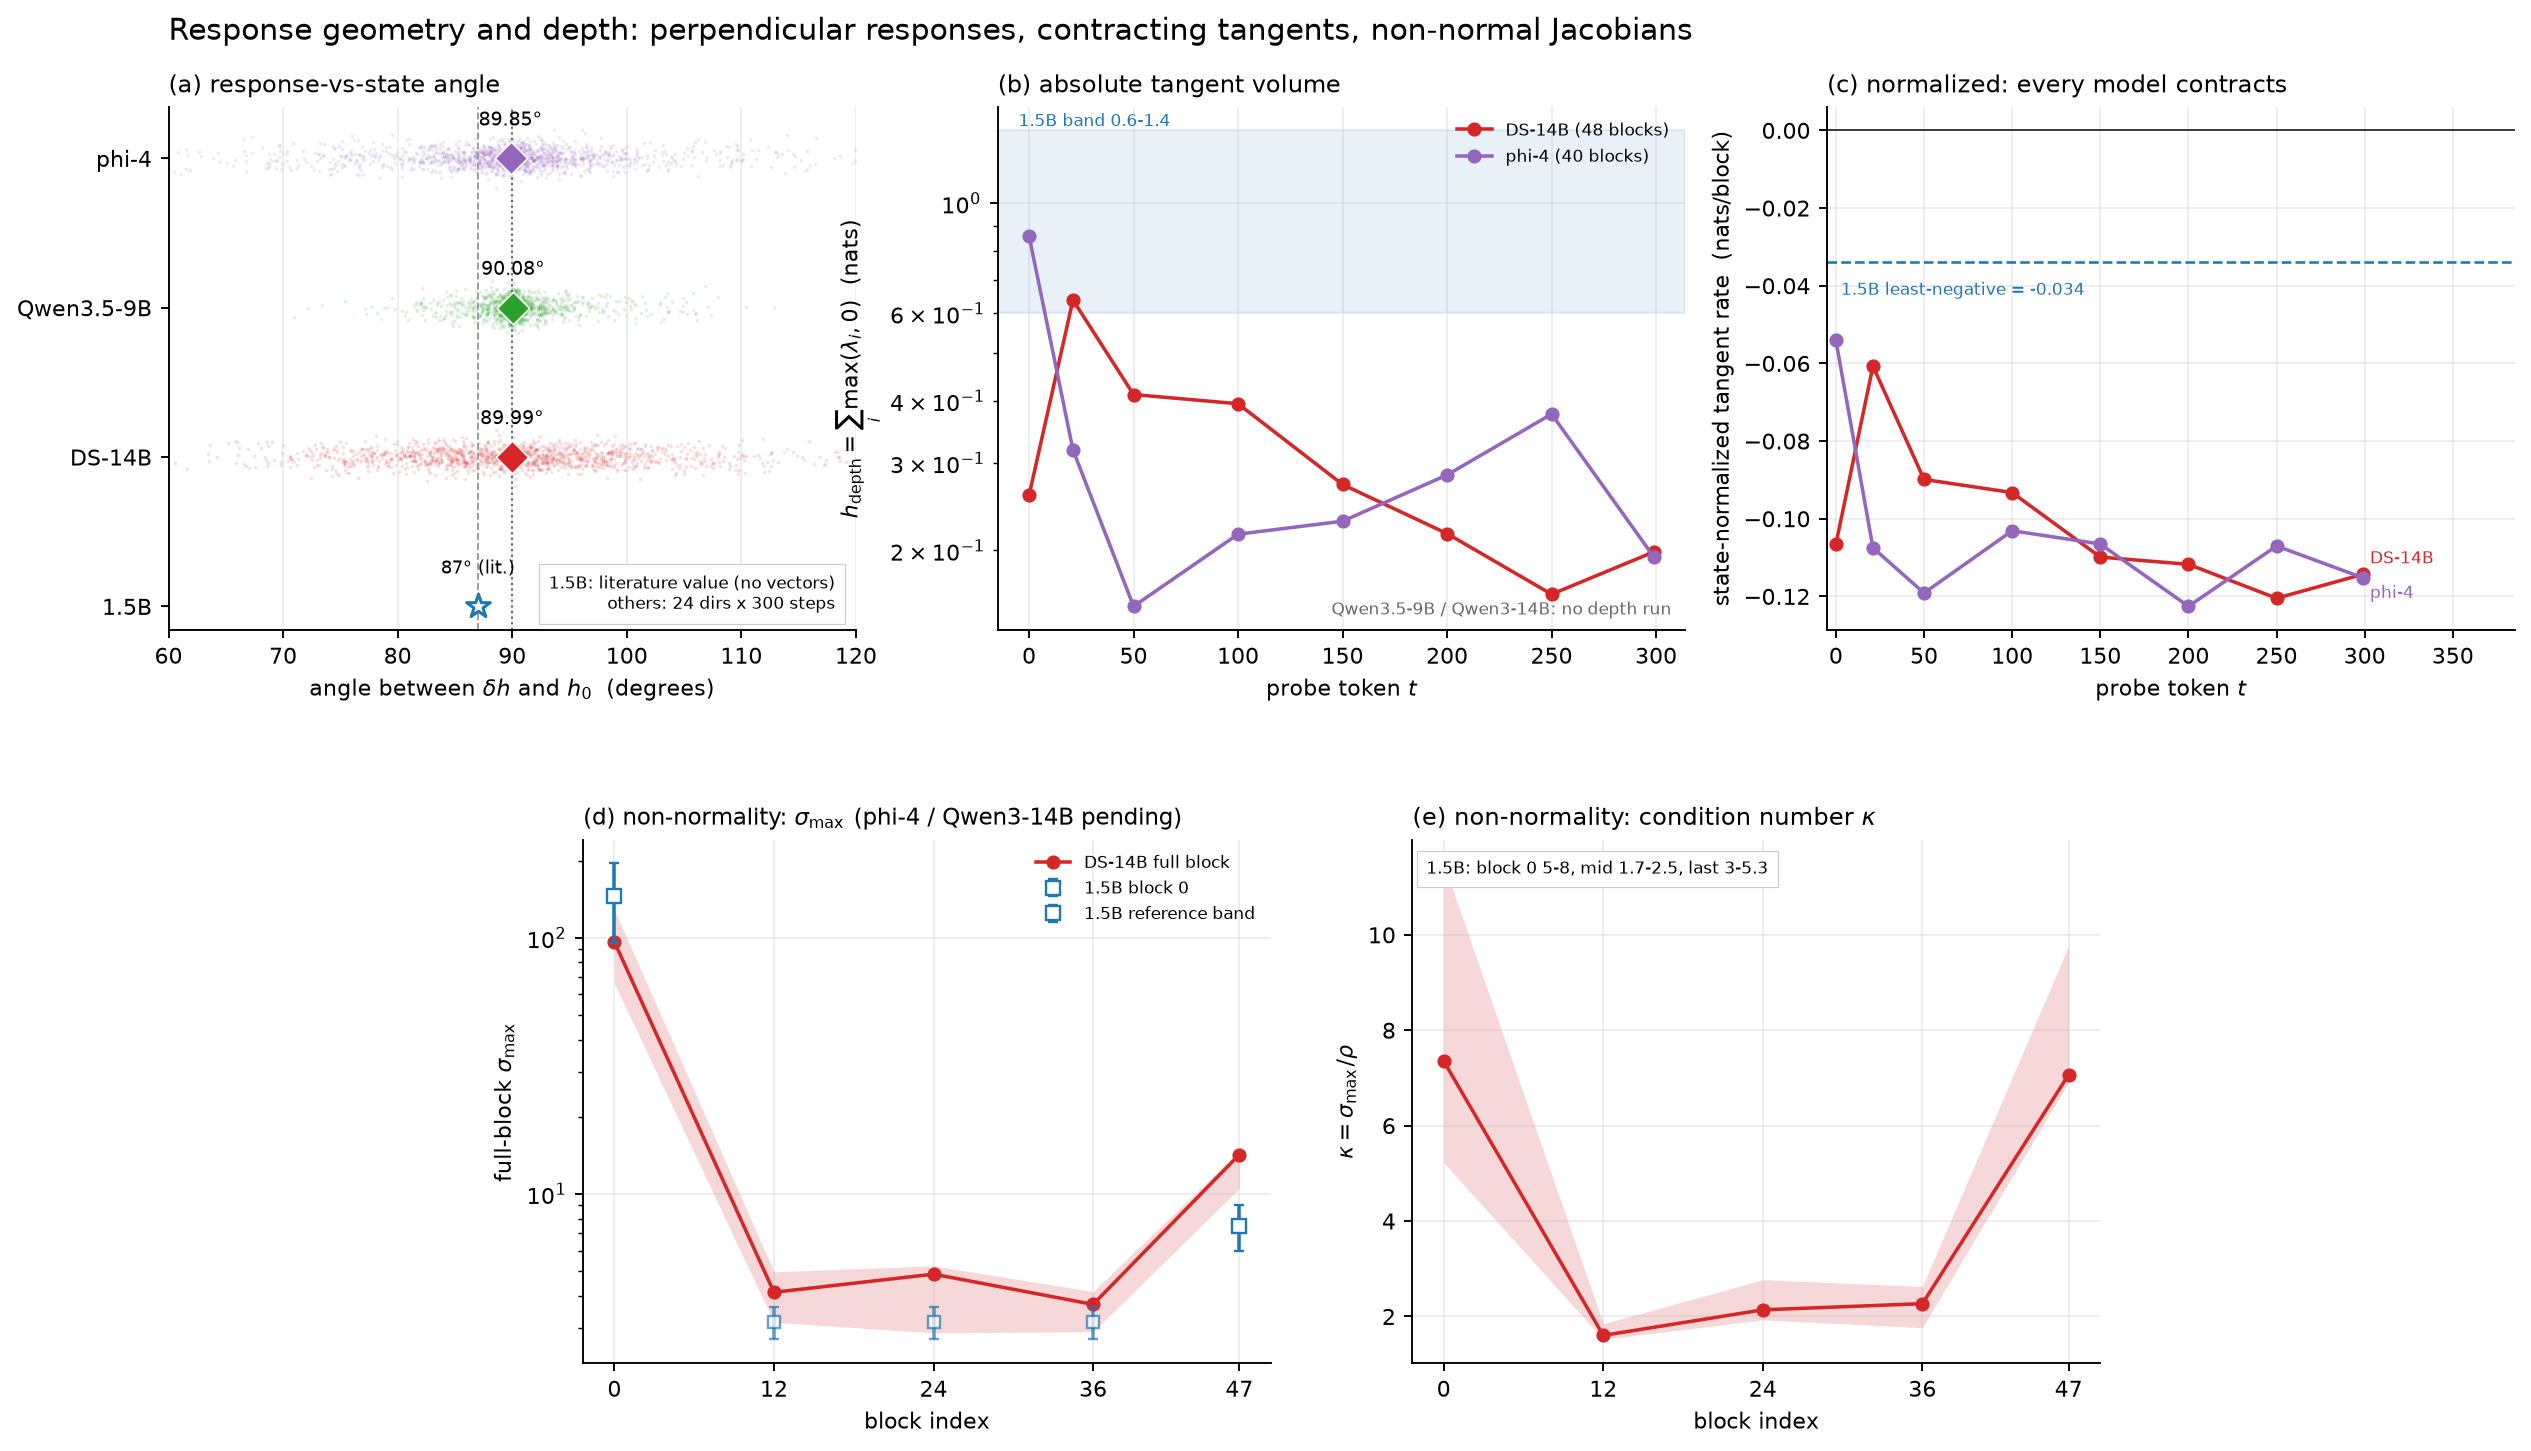 Response geometry and depth: perpendicular responses, contracting tangents, non-normal Jacobians
(a) response-vs-state angle
phi-4
Qwen3.5-9B
DS-14B
1.5B
89.85°
90.08°
89.99°
87° (lit.)
1.5B: literature value (no vectors)
others: 24 dirs x 300 steps
60 70 80 90 100 110 120
angle between δh and h₀ (degrees)
(b) absolute tangent volume
1.5B band 0.6-1.4
DS-14B (48 blocks)
phi-4 (40 blocks)
h_depth = ∑_i max(λ_i, 0) (nats)
10⁰
6 × 10⁻¹
4 × 10⁻¹
3 × 10⁻¹
2 × 10⁻¹
Qwen3.5-9B / Qwen3-14B: no depth run
0 50 100 150 200 250 300
probe token t
(c) normalized: every model contracts
state-normalized tangent rate (nats/block)
0.00
−0.02
−0.04
−0.06
−0.08
−0.10
−0.12
1.5B least-negative = -0.034
DS-14B
phi-4
0 50 100 150 200 250 300 350
probe token t
(d) non-normality: σ_max (phi-4 / Qwen3-14B pending)
DS-14B full block
1.5B block 0
1.5B reference band
full-block σ_max
10²
10¹
0 12 24 36 47
block index
(e) non-normality: condition number κ
1.5B: block 0 5-8, mid 1.7-2.5, last 3-5.3
κ = σ_max/ρ
10
8
6
4
2
0 12 24 36 47
block index